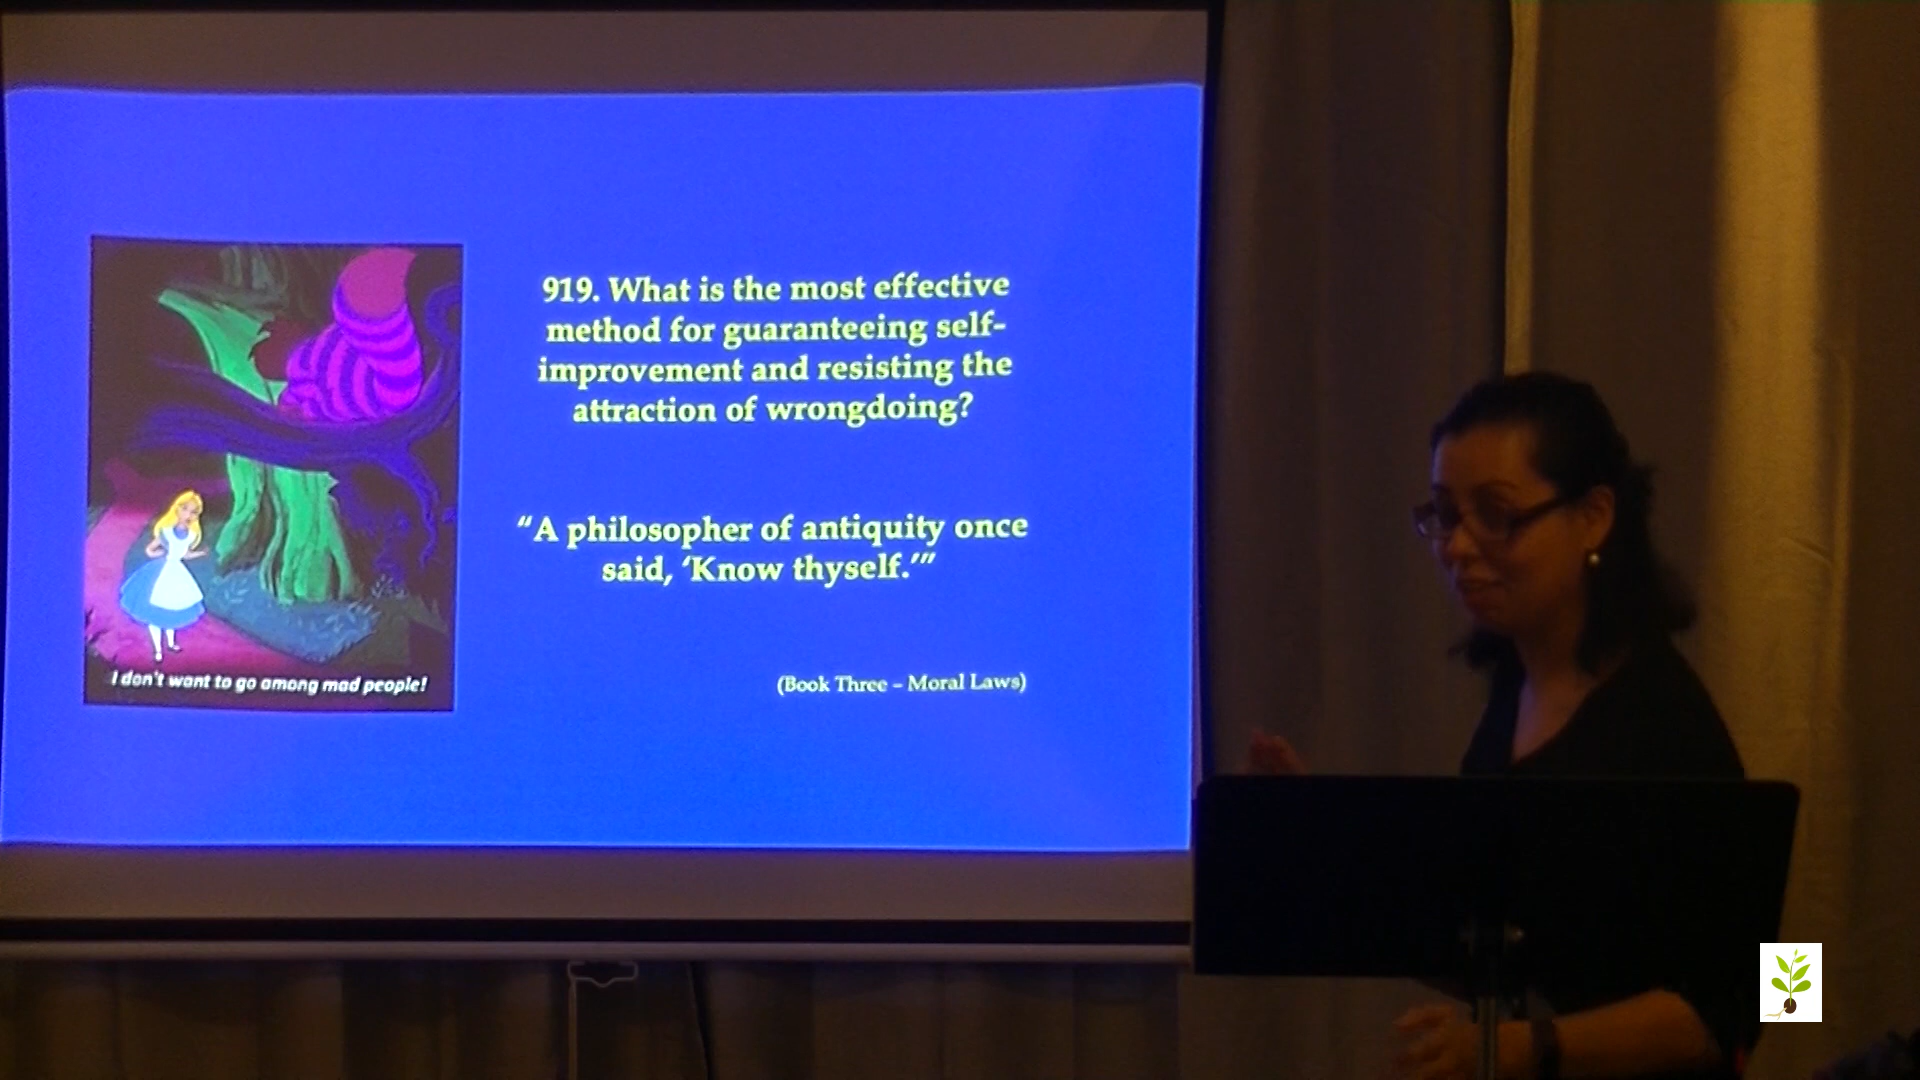 919. What is the most effective
method for guaranteeing self-
improvement and resisting the
attraction of wrongdoing?
“A philosopher of antiquity once
said, ‘Know thyself.’”
(Book Three – Moral Laws)
I don't want to go among mad people!